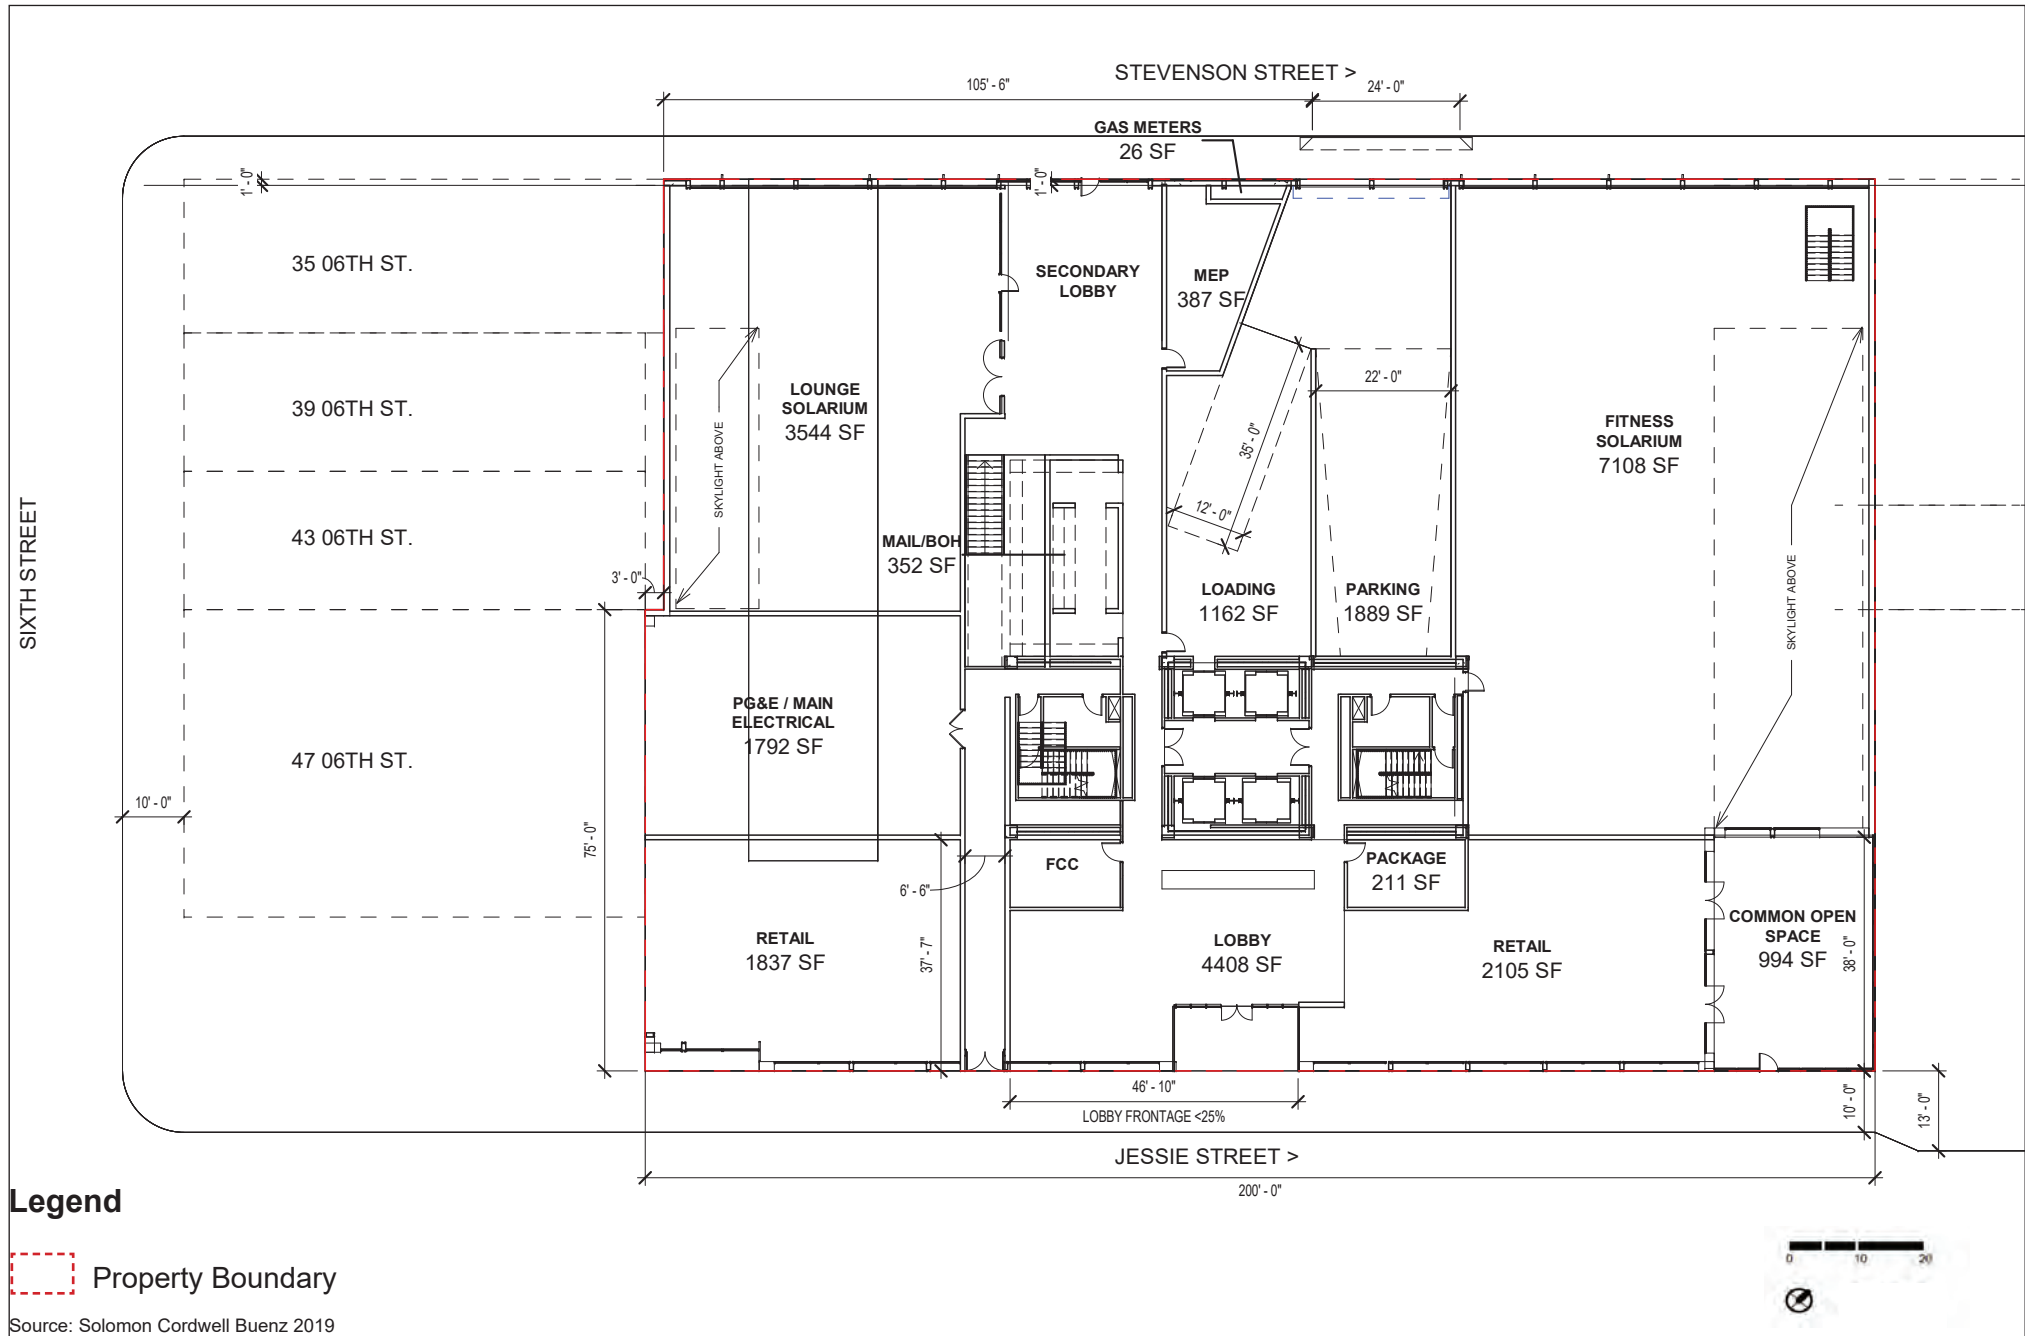 STEVENSON STREET >
105' - 6"
24' - 0"
GAS METERS
26 SF
1' - 0"
1' - 0"
35 06TH ST.
SECONDARY
LOBBY
MEP
387 SF
LOUNGE
SOLARIUM
3544 SF
39 06TH ST.
22' - 0"
FITNESS
SOLARIUM
7108 SF
SKYLIGHT ABOVE
35' - 0"
12' - 0"
SIXTH STREET
43 06TH ST.
MAIL/BOH
352 SF
3' - 0"
LOADING
1162 SF
PARKING
1889 SF
SKYLIGHT ABOVE
PG&E / MAIN
ELECTRICAL
1792 SF
47 06TH ST.
10' - 0"
75' - 0"
6' - 6"
FCC
PACKAGE
211 SF
RETAIL
1837 SF
37' - 7"
LOBBY
4408 SF
RETAIL
2105 SF
COMMON OPEN
SPACE
994 SF
38' - 0"
46' - 10"
LOBBY FRONTAGE <25%
10' - 0"
13' - 0"
JESSIE STREET >
200' - 0"
Legend
Property Boundary
0 10 20
Source: Solomon Cordwell Buenz 2019